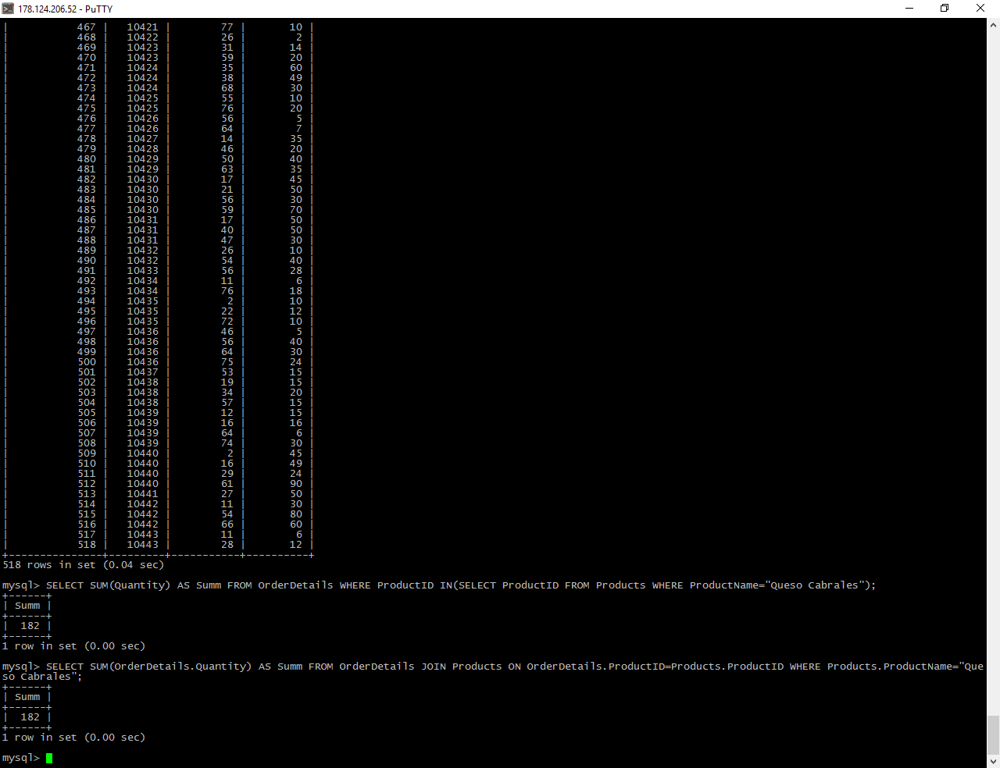 178.124.206.52 - PuTTY
| 467 | 10421 | 77 | 10 |
| 468 | 10422 | 26 | 2 |
| 469 | 10423 | 31 | 14 |
| 470 | 10423 | 59 | 20 |
| 471 | 10424 | 35 | 60 |
| 472 | 10424 | 38 | 49 |
| 473 | 10424 | 68 | 30 |
| 474 | 10425 | 55 | 10 |
| 475 | 10425 | 76 | 20 |
| 476 | 10426 | 56 | 5 |
| 477 | 10426 | 64 | 7 |
| 478 | 10427 | 14 | 35 |
| 479 | 10428 | 46 | 20 |
| 480 | 10429 | 50 | 40 |
| 481 | 10429 | 63 | 35 |
| 482 | 10430 | 17 | 45 |
| 483 | 10430 | 21 | 50 |
| 484 | 10430 | 56 | 30 |
| 485 | 10430 | 59 | 70 |
| 486 | 10431 | 17 | 50 |
| 487 | 10431 | 40 | 50 |
| 488 | 10431 | 47 | 30 |
| 489 | 10432 | 26 | 10 |
| 490 | 10432 | 54 | 40 |
| 491 | 10433 | 56 | 28 |
| 492 | 10434 | 11 | 6 |
| 493 | 10434 | 76 | 18 |
| 494 | 10435 | 2 | 10 |
| 495 | 10435 | 22 | 12 |
| 496 | 10435 | 72 | 10 |
| 497 | 10436 | 46 | 5 |
| 498 | 10436 | 56 | 40 |
| 499 | 10436 | 64 | 30 |
| 500 | 10436 | 75 | 24 |
| 501 | 10437 | 53 | 15 |
| 502 | 10438 | 19 | 15 |
| 503 | 10438 | 34 | 20 |
| 504 | 10438 | 57 | 15 |
| 505 | 10439 | 12 | 15 |
| 506 | 10439 | 16 | 16 |
| 507 | 10439 | 64 | 6 |
| 508 | 10439 | 74 | 30 |
| 509 | 10440 | 2 | 45 |
| 510 | 10440 | 16 | 49 |
| 511 | 10440 | 29 | 24 |
| 512 | 10440 | 61 | 90 |
| 513 | 10441 | 27 | 50 |
| 514 | 10442 | 11 | 30 |
| 515 | 10442 | 54 | 80 |
| 516 | 10442 | 66 | 60 |
| 517 | 10443 | 11 | 6 |
| 518 | 10443 | 28 | 12 |
+---------------+---------+-----------+----------+
518 rows in set (0.04 sec)
mysql> SELECT SUM(Quantity) AS Summ FROM OrderDetails WHERE ProductID IN(SELECT ProductID FROM Products WHERE ProductName="Queso Cabrales");
+------+
| Summ |
+------+
| 182 |
+------+
1 row in set (0.00 sec)
mysql> SELECT SUM(OrderDetails.Quantity) AS Summ FROM OrderDetails JOIN Products ON OrderDetails.ProductID=Products.ProductID WHERE Products.ProductName="Que
so Cabrales";
+------+
| Summ |
+------+
| 182 |
+------+
1 row in set (0.00 sec)
mysql>